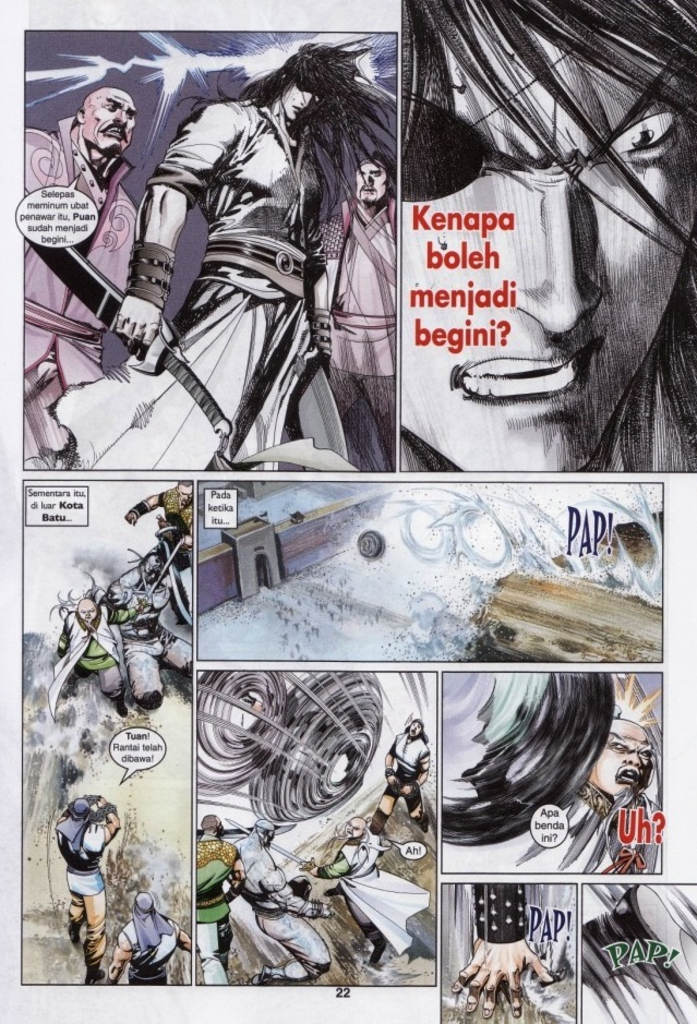 Selepas
meminum ubat
penawar itu, Puan
sudah menjadi
begini...
Kenapa
boleh
menjadi
begini?
Sementara itu,
di luar Kota
Batu...
Tuan!
Rantai telah
dibawa!
Pada
ketika
itu...
PAP!
Ah!
Apa
benda
ini?
Uh?
PAP!
PAP!
22